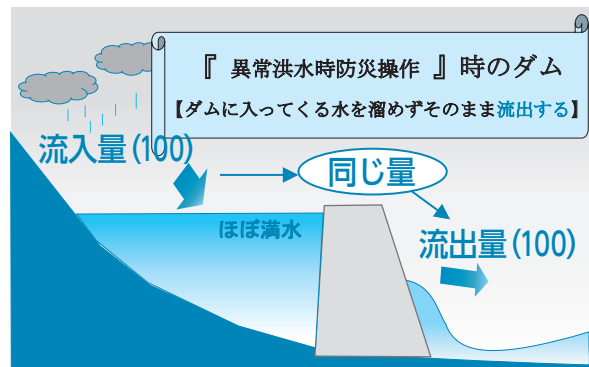 『 異常洪水時防災操作 』時のダム
【ダムに入ってくる水を溜めずそのまま流出する】
流入量(100)
同じ量
ほぼ満水
流出量(100)